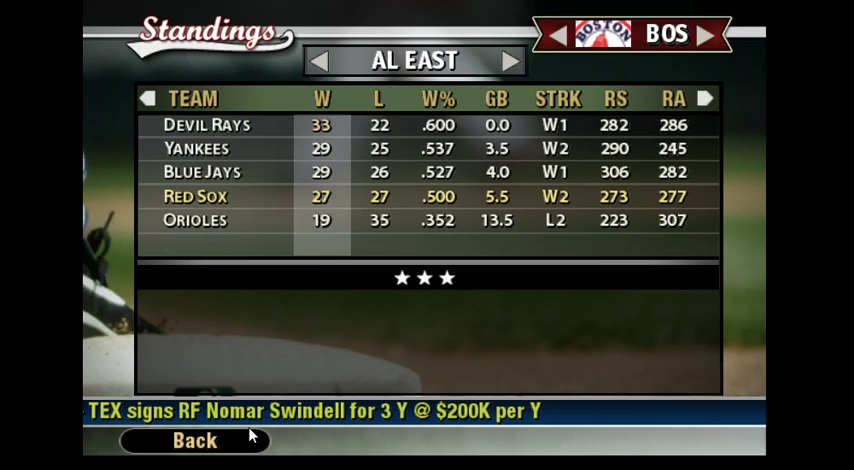 Standings
BOSTON BOS
AL EAST
TEAM W L W% GB STRK RS RA
DEVIL RAYS 33 22 .600 0.0 W1 282 286
YANKEES 29 25 .537 3.5 W2 290 245
BLUE JAYS 29 26 .527 4.0 W1 306 282
RED SOX 27 27 .500 5.5 W2 273 277
ORIOLES 19 35 .352 13.5 L2 223 307
TEX signs RF Nomar Swindell for 3 Y @ $200K per Y
Back